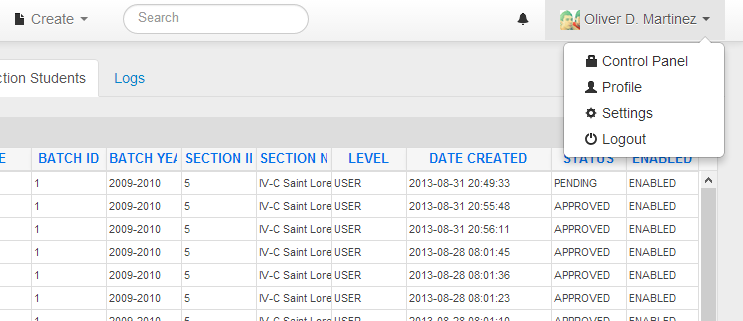 Create Search Oliver D. Martinez
Control Panel
Profile
Settings
Logout
ction Students Logs
E BATCH ID BATCH YEA SECTION II SECTION N LEVEL DATE CREATED STATUS ENABLED
1 2009-2010 5 IV-C Saint Lore USER 2013-08-31 20:49:33 PENDING ENABLED
1 2009-2010 5 IV-C Saint Lore USER 2013-08-31 20:55:48 APPROVED ENABLED
1 2009-2010 5 IV-C Saint Lore USER 2013-08-31 20:56:11 APPROVED ENABLED
1 2009-2010 5 IV-C Saint Lore USER 2013-08-28 08:01:45 APPROVED ENABLED
1 2009-2010 5 IV-C Saint Lore USER 2013-08-28 08:01:36 APPROVED ENABLED
1 2009-2010 5 IV-C Saint Lore USER 2013-08-28 08:01:23 APPROVED ENABLED
1 2009-2010 5 IV-C Saint Lore USER 2013-08-28 08:01:10 APPROVED ENABLED